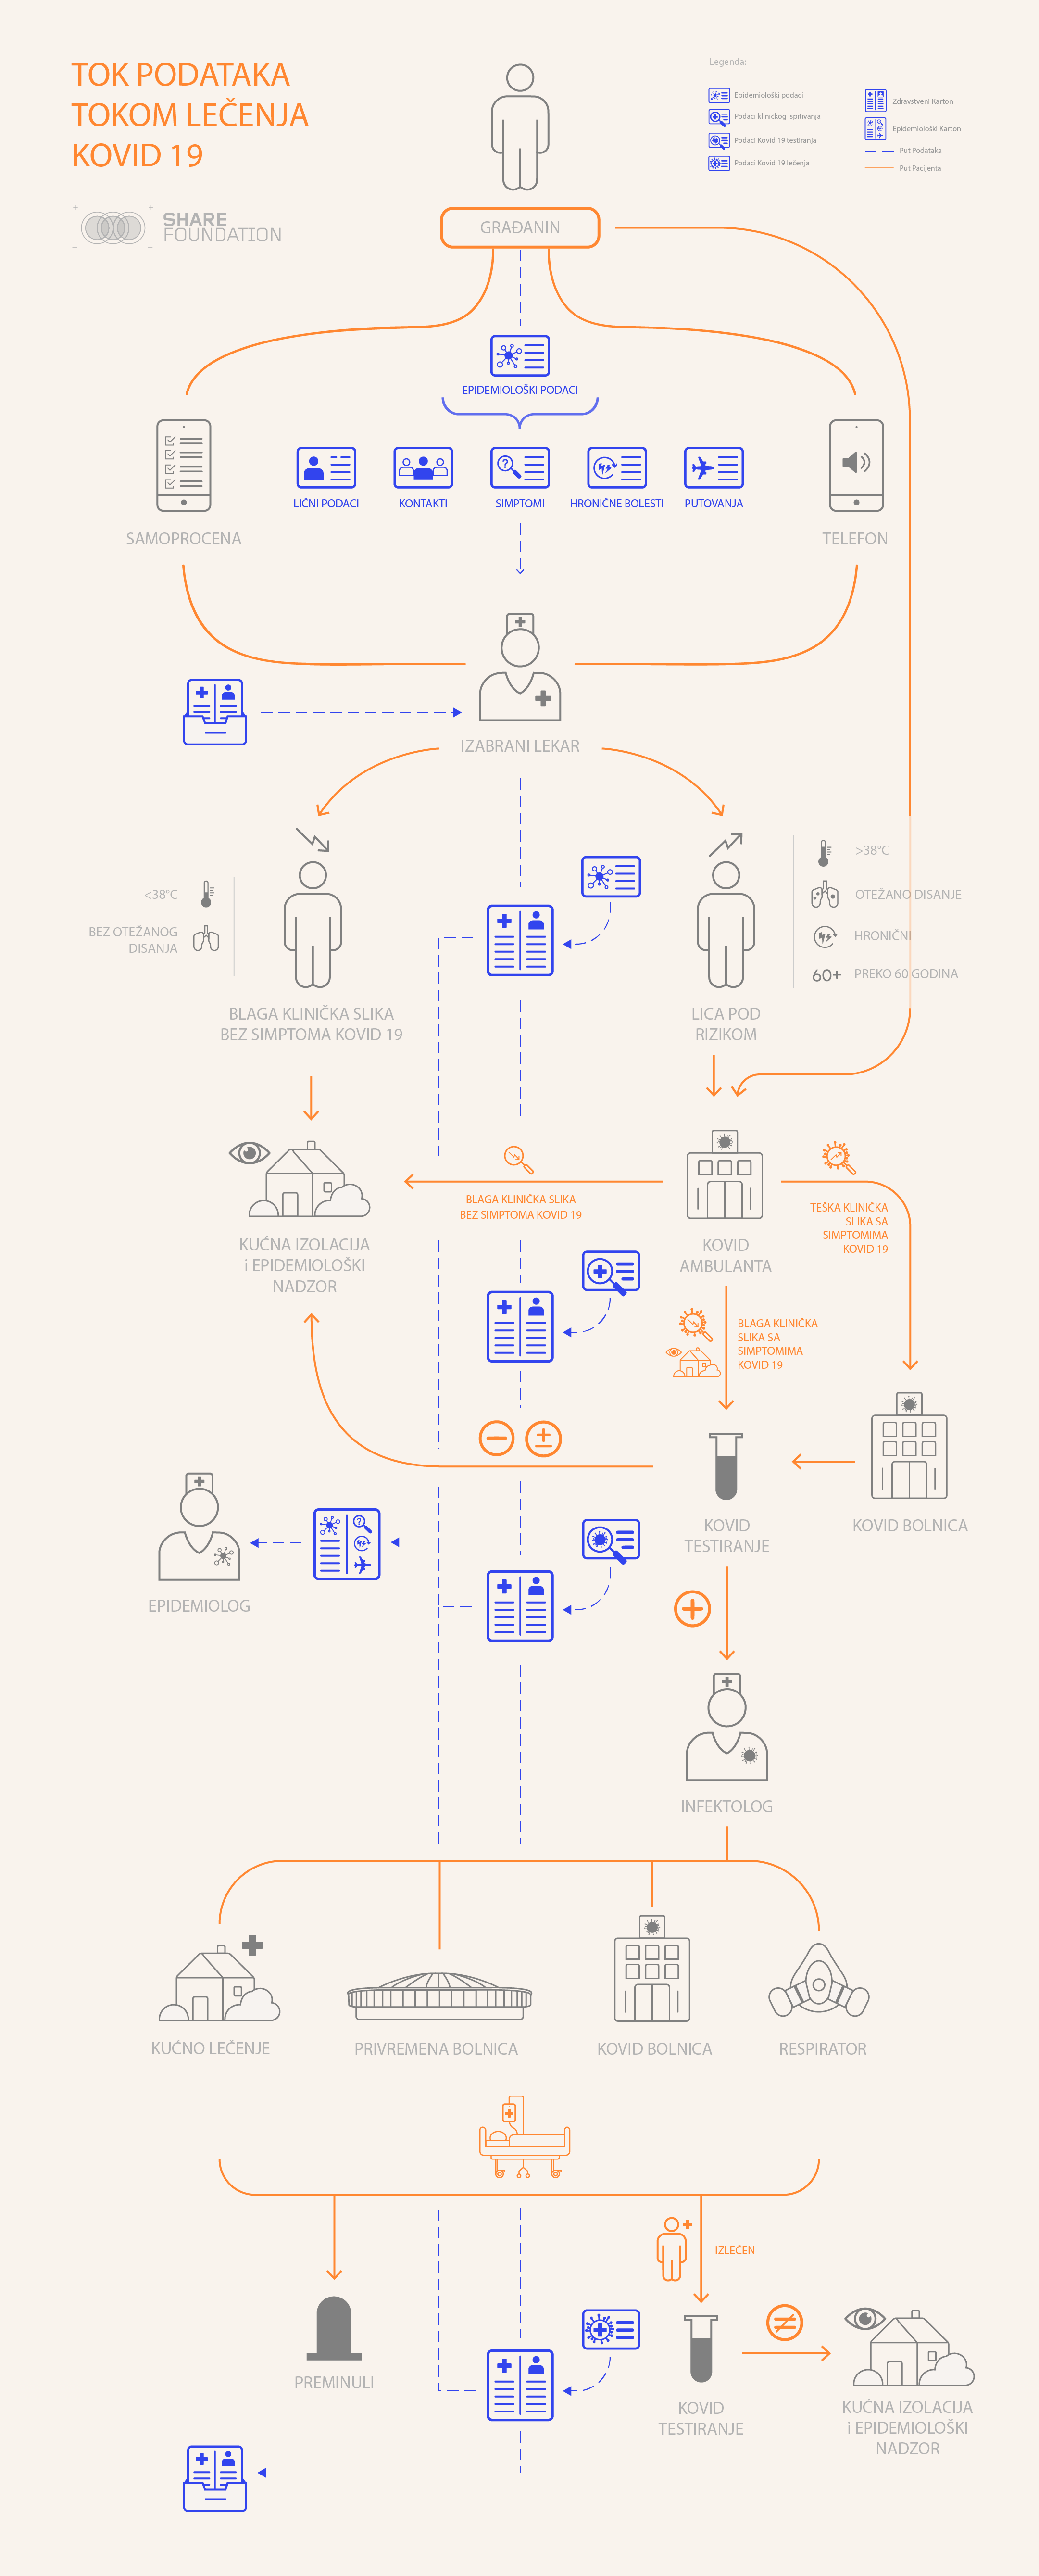 TOK PODATAKA
TOKOM LEČENJA
KOVID 19
SHARE
FOUNDATION
Legenda:
Epidemiološki podaci
Podaci kliničkog ispitivanja
Podaci Kovid 19 testiranja
Podaci Kovid 19 lečenja
Zdravstveni Karton
Epidemiološki Karton
Put Podataka
Put Pacijenta
GRAĐANIN
EPIDEMIOLOŠKI PODACI
LIČNI PODACI
KONTAKTI
SIMPTOMI
HRONIČNE BOLESTI
PUTOVANJA
SAMOPROCENA
TELEFON
IZABRANI LEKAR
<38°C
BEZ OTEŽANOG
DISANJA
>38°C
OTEŽANO DISANJE
HRONIČNI
60+ PREKO 60 GODINA
BLAGA KLINIČKA SLIKA
BEZ SIMPTOMA KOVID 19
LICA POD
RIZIKOM
BLAGA KLINIČKA SLIKA
BEZ SIMPTOMA KOVID 19
TEŠKA KLINIČKA
SLIKA SA
SIMPTOMIMA
KOVID 19
KUĆNA IZOLACIJA
i EPIDEMIOLOŠKI
NADZOR
KOVID
AMBULANTA
BLAGA KLINIČKA
SLIKA SA
SIMPTOMIMA
KOVID 19
KOVID
TESTIRANJE
KOVID BOLNICA
EPIDEMIOLOG
INFEKTOLOG
KUĆNO LEČENJE
PRIVREMENA BOLNICA
KOVID BOLNICA
RESPIRATOR
IZLEČEN
PREMINULI
KOVID
TESTIRANJE
KUĆNA IZOLACIJA
i EPIDEMIOLOŠKI
NADZOR